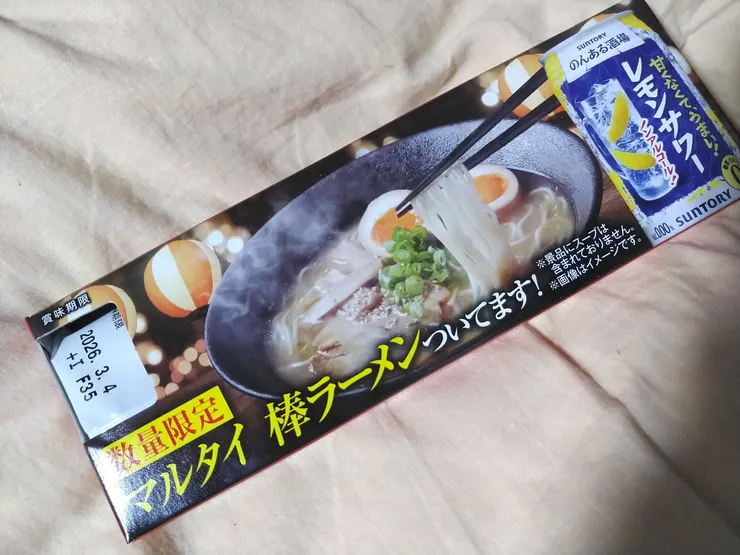 SUNTORY
のんある酒場
甘くなくて、うまい!
レモンサワー
ノンアルコール!
0.00%
SUNTORY
※景品にスープは
含まれておりません。
※画像はイメージです。
賞味期限
2026.3.4
+I F35
数量限定
マルタイ 棒ラーメンついてます!